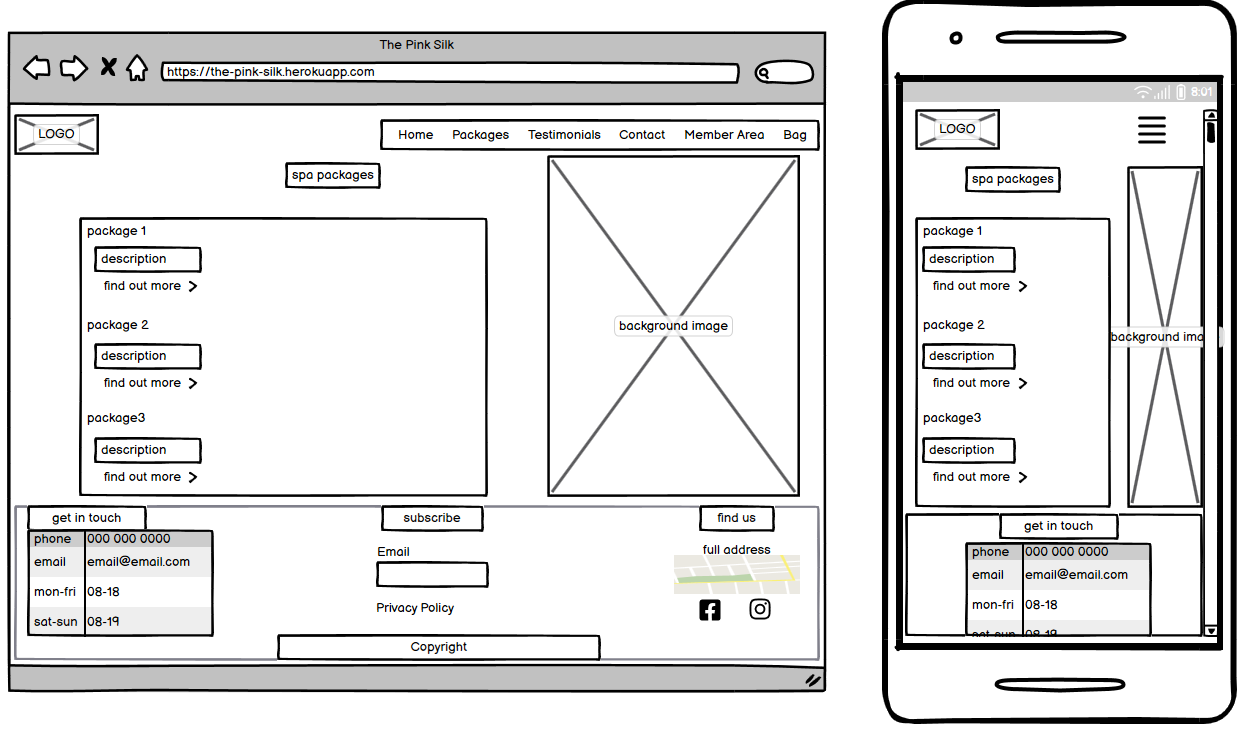 The Pink Silk
https://the-pink-silk.herokuapp.com
LOGO
Home Packages Testimonials Contact Member Area Bag
spa packages
package 1
description
find out more
package 2
description
find out more
package3
description
find out more
background image
get in touch
phone 000 000 0000
email email@email.com
mon-fri 08-18
sat-sun 08-19
subscribe
Email
Privacy Policy
find us
full address
Copyright
8:01
LOGO
spa packages
package 1
description
find out more
package 2
description
find out more
package3
description
find out more
background ima
get in touch
phone 000 000 0000
email email@email.com
mon-fri 08-18
sat-sun 08-19